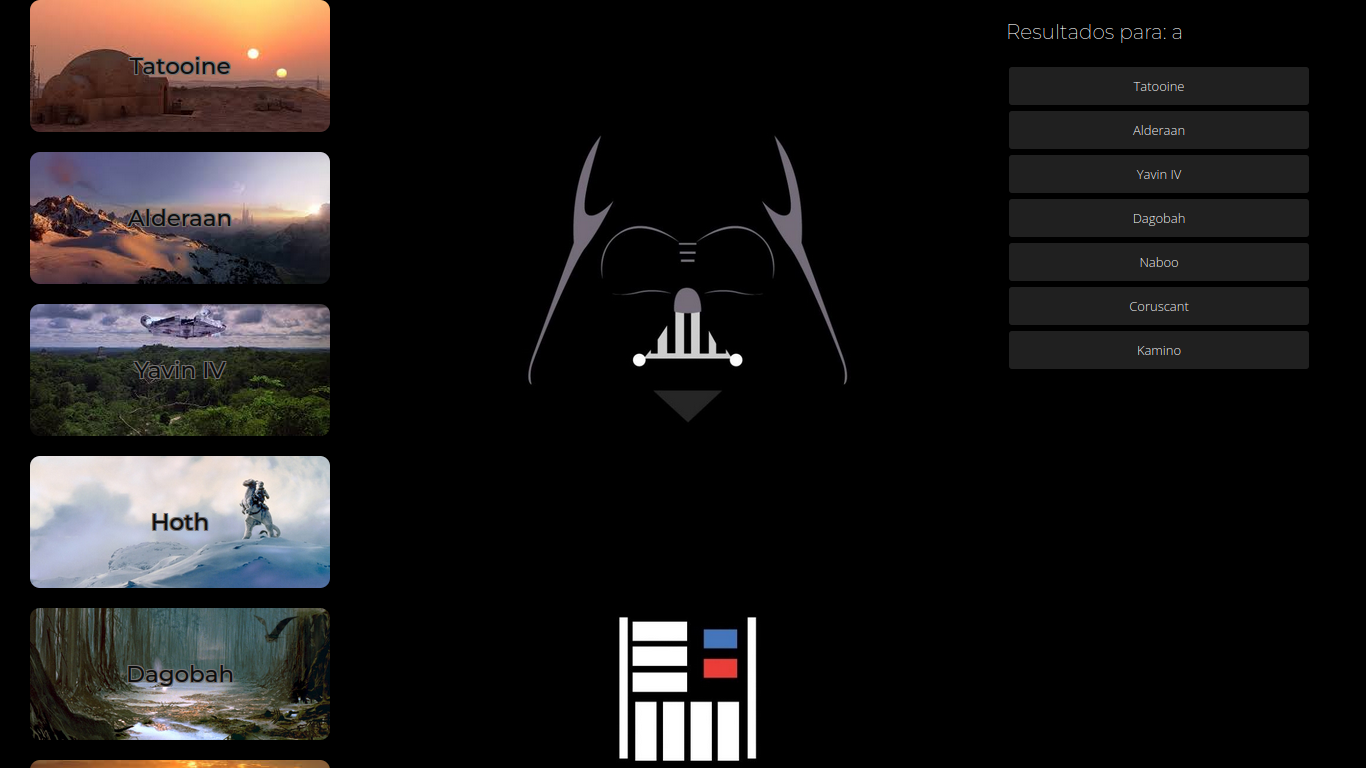 Tatooine
Alderaan
Yavin IV
Hoth
Dagobah
Resultados para: a
Tatooine
Alderaan
Yavin IV
Dagobah
Naboo
Coruscant
Kamino